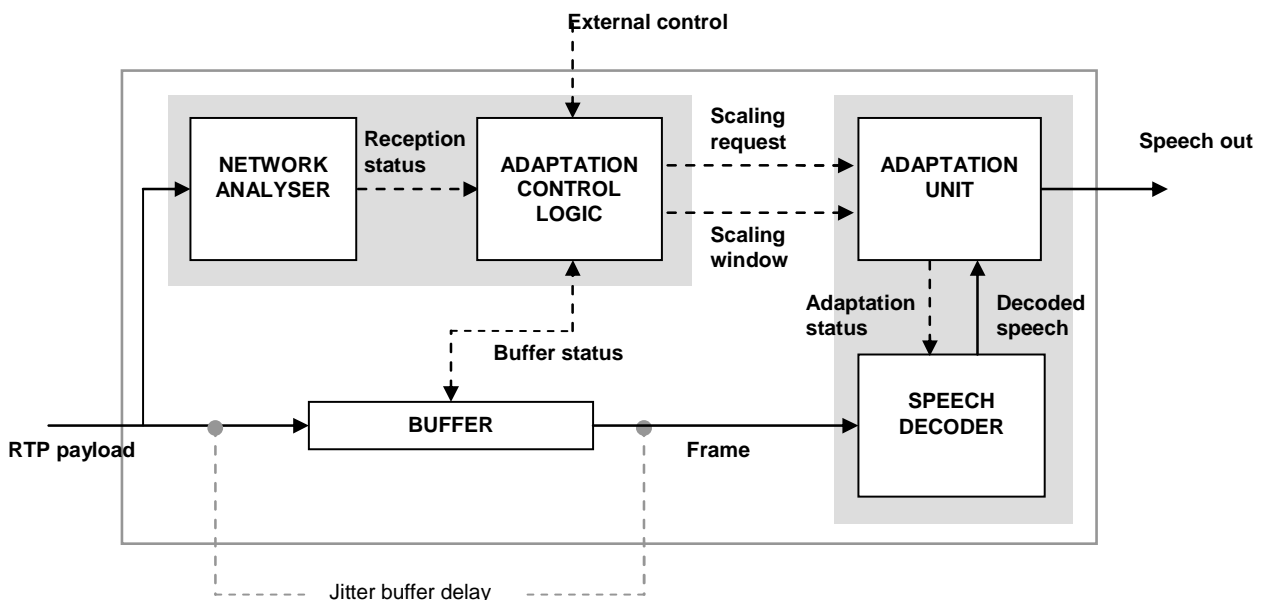 External control
NETWORK
ANALYSER
Reception
status
ADAPTATION
CONTROL
LOGIC
Scaling
request
Scaling
window
ADAPTATION
UNIT
Speech out
Adaptation
status
Decoded
speech
Buffer status
BUFFER
SPEECH
DECODER
RTP payload
Frame
Jitter buffer delay